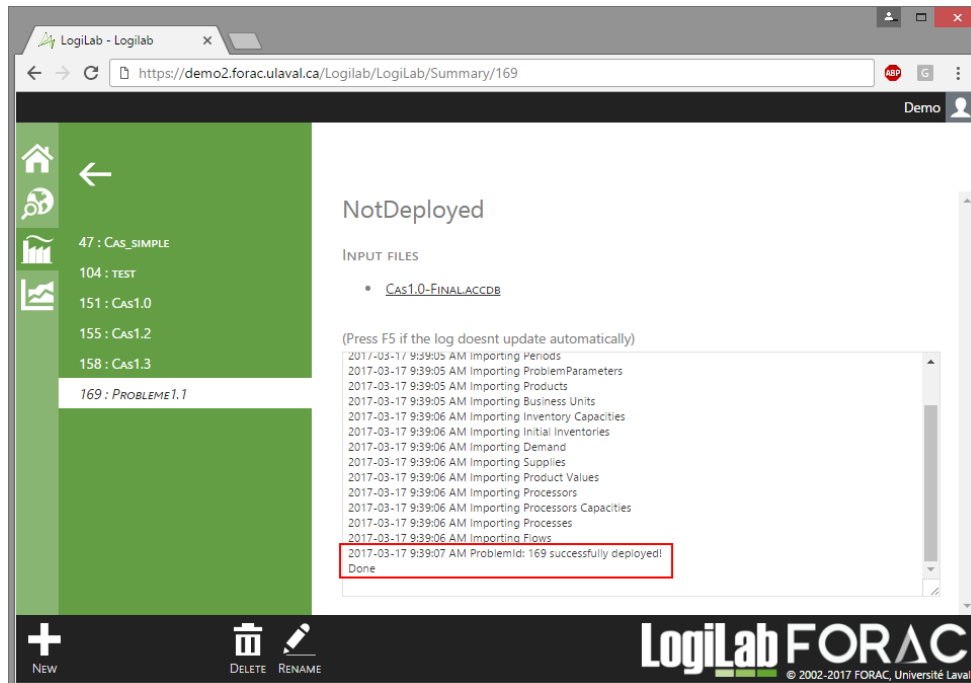 LogiLab - Logilab
https://demo2.forac.ulaval.ca/Logilab/LogiLab/Summary/169
ABP
G
Demo
47 : Cas_simple
104 : test
151 : Cas1.0
155 : Cas1.2
158 : Cas1.3
169 : Probleme1.1
NotDeployed
Input files
Cas1.0-Final.accdb
(Press F5 if the log doesnt update automatically)
2017-03-17 9:39:05 AM Importing Periods
2017-03-17 9:39:05 AM Importing ProblemParameters
2017-03-17 9:39:05 AM Importing Products
2017-03-17 9:39:05 AM Importing Business Units
2017-03-17 9:39:06 AM Importing Inventory Capacities
2017-03-17 9:39:06 AM Importing Initial Inventories
2017-03-17 9:39:06 AM Importing Demand
2017-03-17 9:39:06 AM Importing Supplies
2017-03-17 9:39:06 AM Importing Product Values
2017-03-17 9:39:06 AM Importing Processors
2017-03-17 9:39:06 AM Importing Processors Capacities
2017-03-17 9:39:06 AM Importing Processes
2017-03-17 9:39:06 AM Importing Flows
2017-03-17 9:39:07 AM ProblemId: 169 successfully deployed!
Done
New
Delete
Rename
LogiLab FORAC
© 2002-2017 FORAC, Université Laval